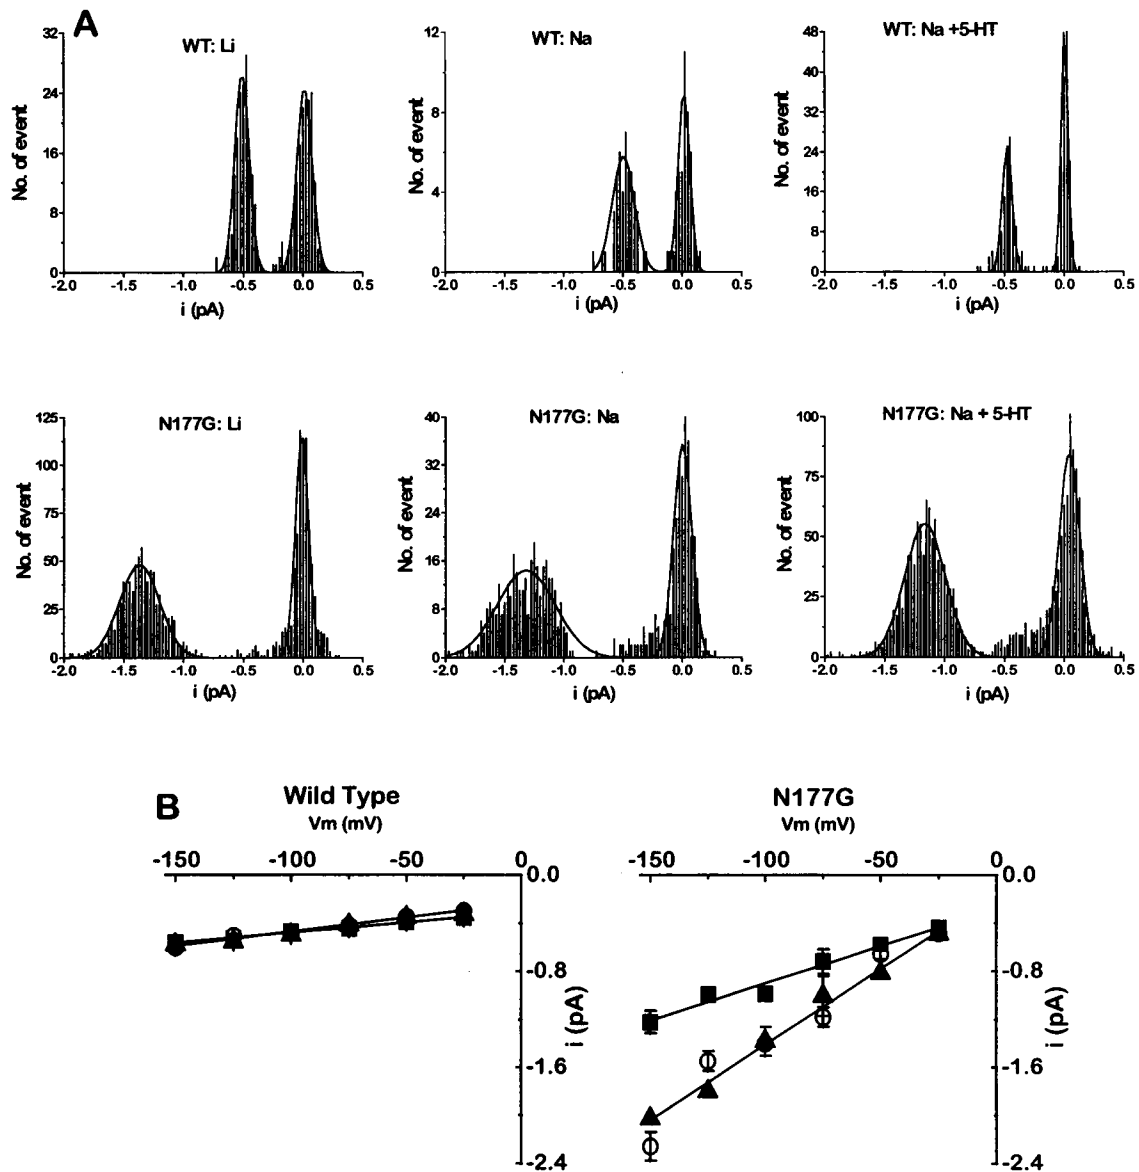 A
WT: Li
No. of event
32
24
16
8
0
-2.0 -1.5 -1.0 -0.5 0.0 0.5
i (pA)
WT: Na
No. of event
12
8
4
0
-2.0 -1.5 -1.0 -0.5 0.0 0.5
i (pA)
WT: Na +5-HT
No. of event
48
40
32
24
16
8
0
-2.0 -1.5 -1.0 -0.5 0.0 0.5
i (pA)
N177G: Li
No. of event
125
100
75
50
25
0
-2.0 -1.5 -1.0 -0.5 0.0 0.5
i (pA)
N177G: Na
No. of event
40
32
24
16
8
0
-2.0 -1.5 -1.0 -0.5 0.0 0.5
i (pA)
N177G: Na + 5-HT
No. of event
100
75
50
25
0
-2.0 -1.5 -1.0 -0.5 0.0 0.5
i (pA)
B
Wild Type
Vm (mV)
-150 -100 -50 0
0.0
-0.8
-1.6
-2.4
i (pA)
N177G
Vm (mV)
-150 -100 -50 0
0.0
-0.8
-1.6
-2.4
i (pA)